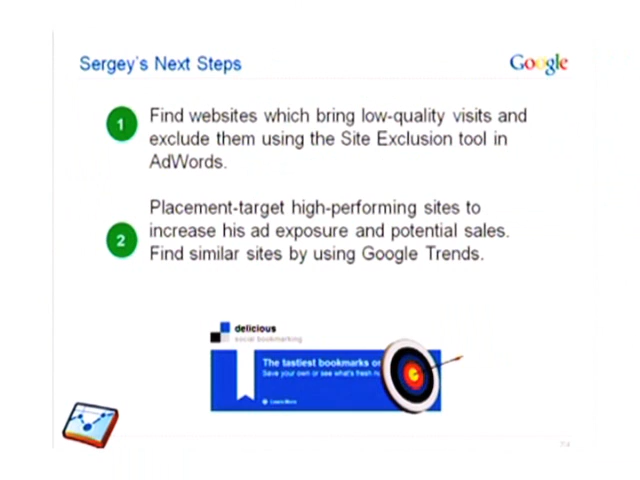 Sergey's Next Steps
Google
1
Find websites which bring low-quality visits and
exclude them using the Site Exclusion tool in
AdWords.
2
Placement-target high-performing sites to
increase his ad exposure and potential sales.
Find similar sites by using Google Trends.
delicious
social bookmarking
The tastiest bookmarks
Save your own or see what's fresh
Learn More